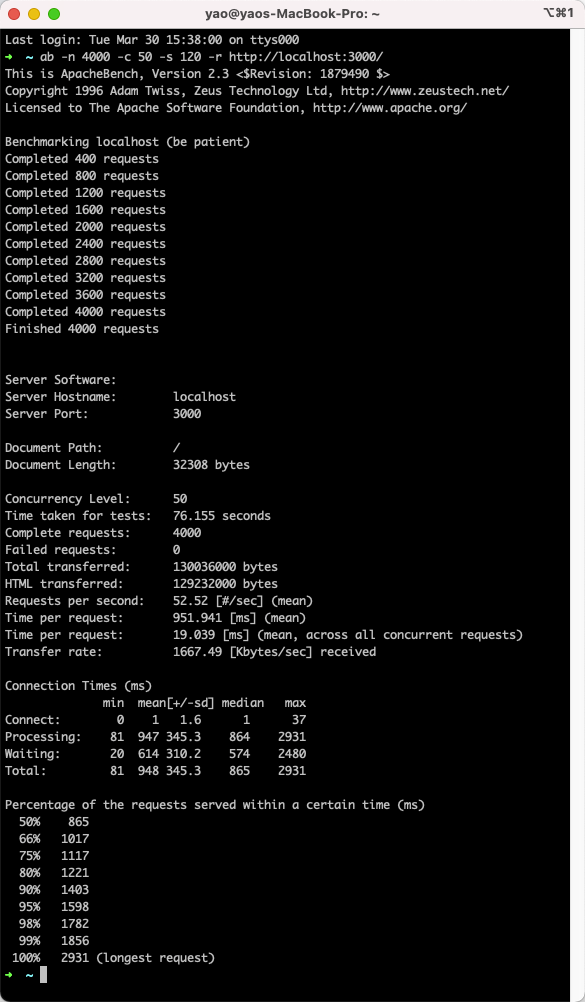 yao@yaos-MacBook-Pro: ~ ⌥⌘1
Last login: Tue Mar 30 15:38:00 on ttys000
➜  ~ ab -n 4000 -c 50 -s 120 -r http://localhost:3000/
This is ApacheBench, Version 2.3 <$Revision: 1879490 $>
Copyright 1996 Adam Twiss, Zeus Technology Ltd, http://www.zeustech.net/
Licensed to The Apache Software Foundation, http://www.apache.org/

Benchmarking localhost (be patient)
Completed 400 requests
Completed 800 requests
Completed 1200 requests
Completed 1600 requests
Completed 2000 requests
Completed 2400 requests
Completed 2800 requests
Completed 3200 requests
Completed 3600 requests
Completed 4000 requests
Finished 4000 requests


Server Software:
Server Hostname:        localhost
Server Port:            3000

Document Path:          /
Document Length:        32308 bytes

Concurrency Level:      50
Time taken for tests:   76.155 seconds
Complete requests:      4000
Failed requests:        0
Total transferred:      130036000 bytes
HTML transferred:       129232000 bytes
Requests per second:    52.52 [#/sec] (mean)
Time per request:       951.941 [ms] (mean)
Time per request:       19.039 [ms] (mean, across all concurrent requests)
Transfer rate:          1667.49 [Kbytes/sec] received

Connection Times (ms)
              min  mean[+/-sd] median   max
Connect:        0    1   1.6      1      37
Processing:    81  947 345.3    864    2931
Waiting:       20  614 310.2    574    2480
Total:         81  948 345.3    865    2931

Percentage of the requests served within a certain time (ms)
  50%    865
  66%   1017
  75%   1117
  80%   1221
  90%   1403
  95%   1598
  98%   1782
  99%   1856
 100%   2931 (longest request)
➜  ~